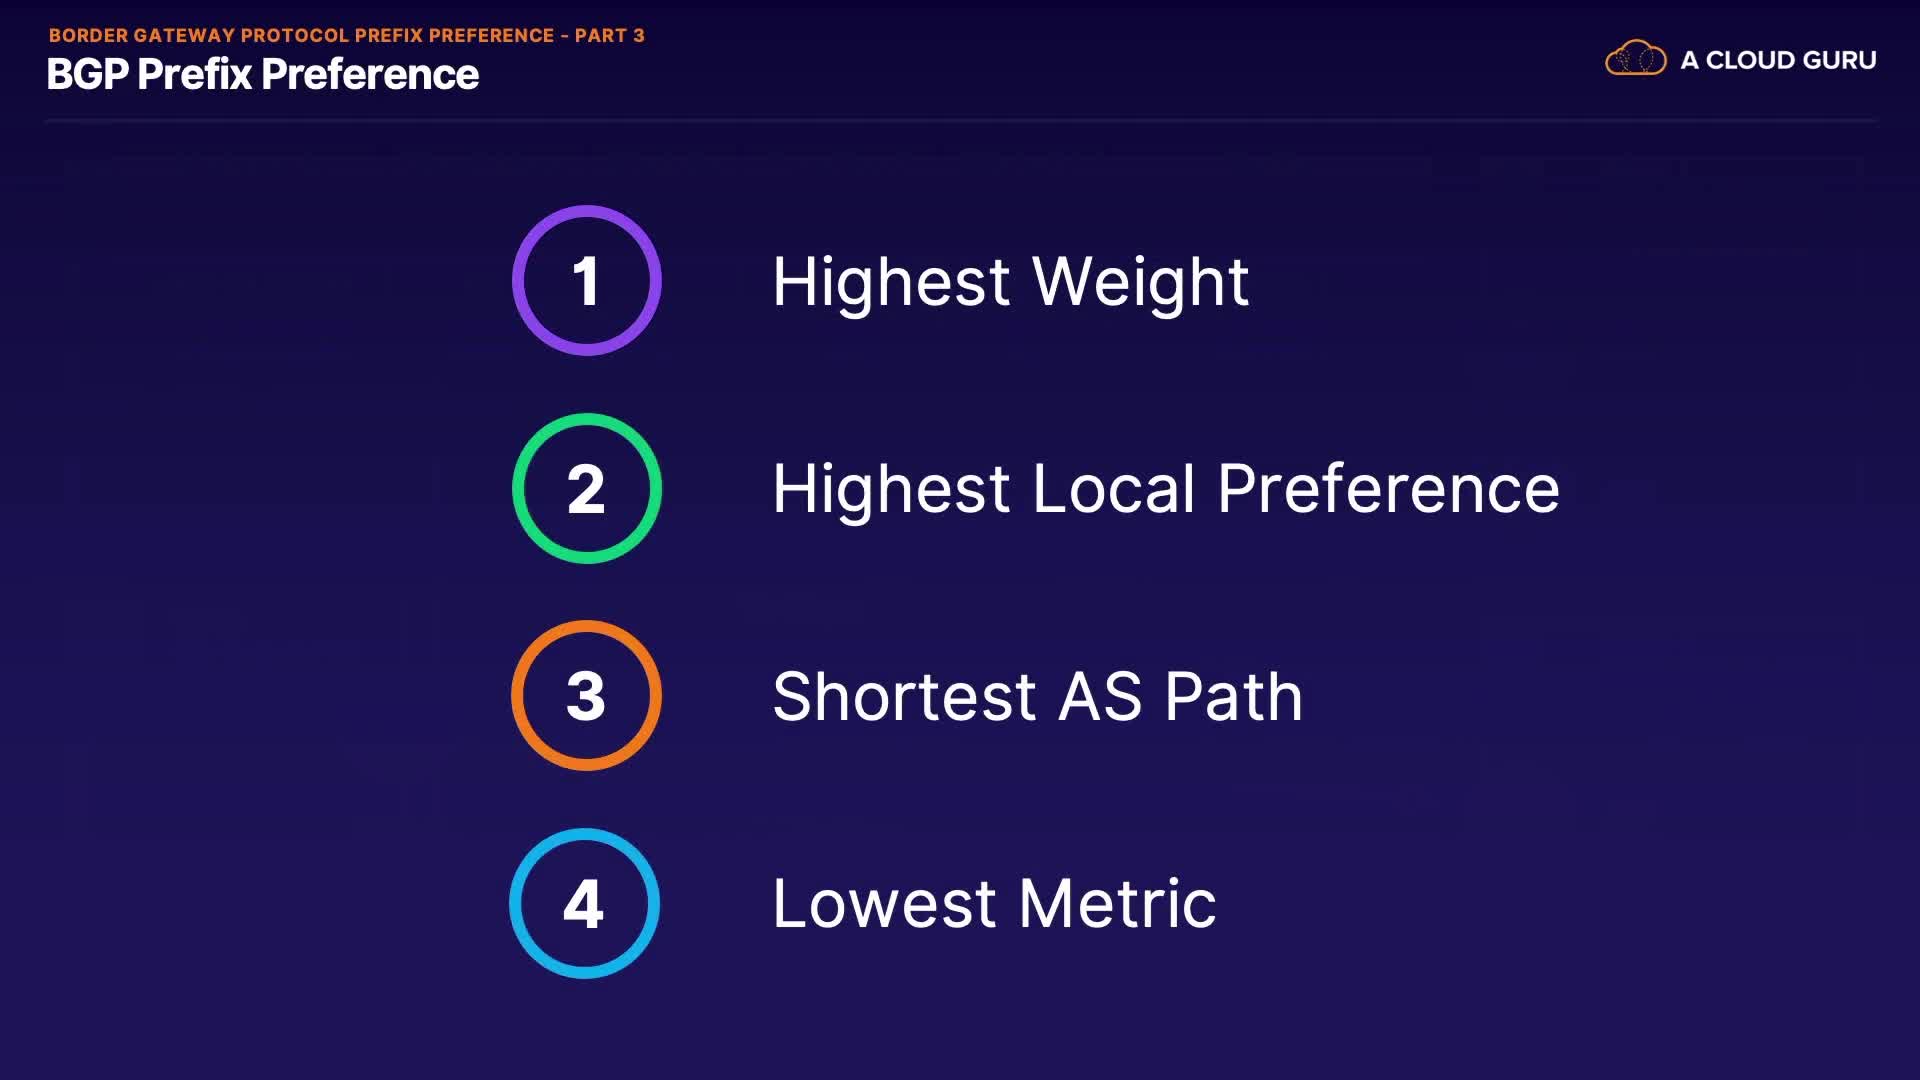 BORDER GATEWAY PROTOCOL PREFIX PREFERENCE - PART 3
BGP Prefix Preference
A CLOUD GURU
1 Highest Weight
2 Highest Local Preference
3 Shortest AS Path
4 Lowest Metric